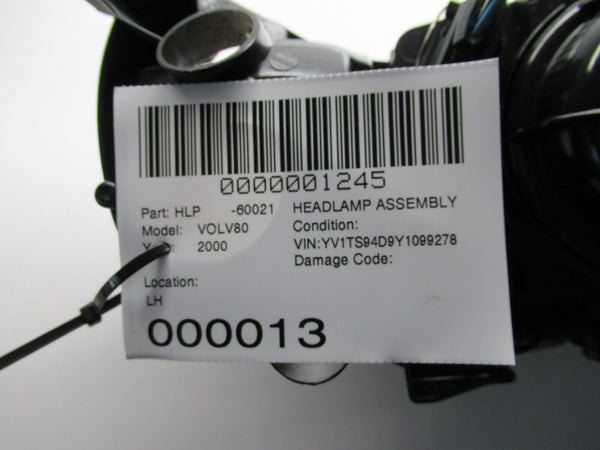 0000001245
Part: HLP -60021 HEADLAMP ASSEMBLY
Model: VOLV80 Condition:
2000 VIN:YV1TS94D9Y1099278
Damage Code:
Location:
LH
000013